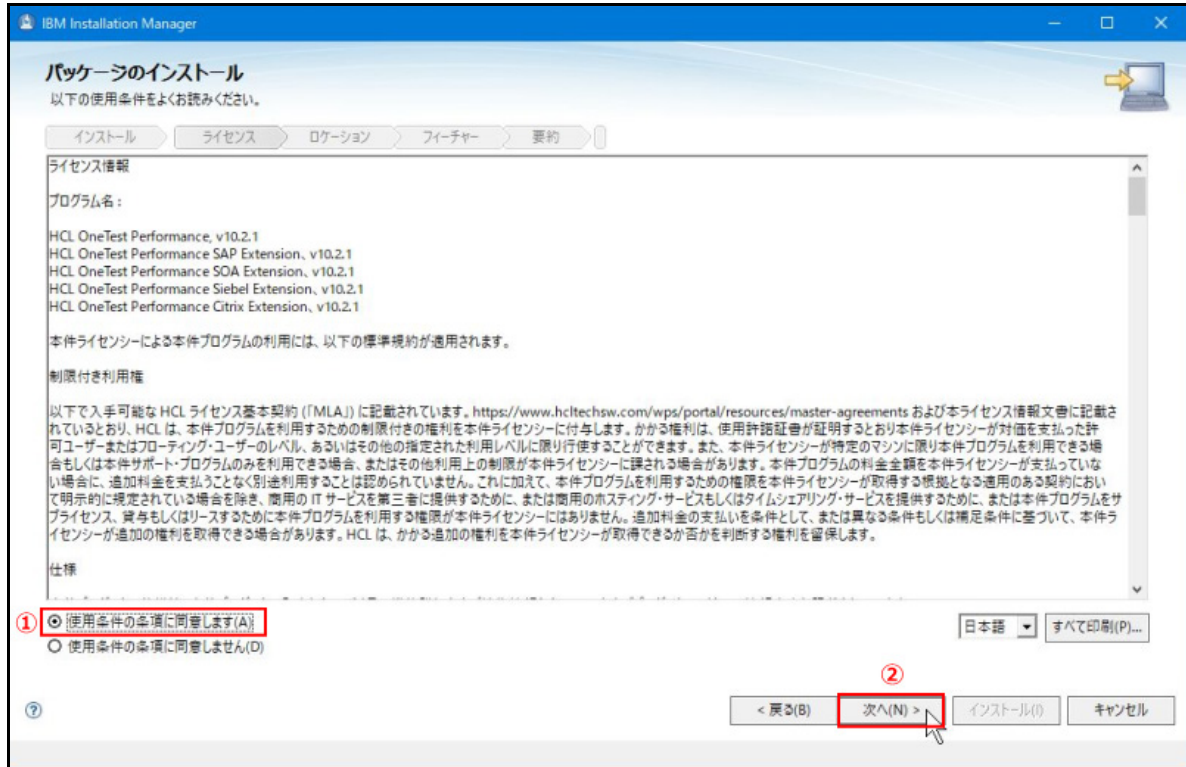 IBM Installation Manager
パッケージのインストール
以下の使用条件をよくお読みください。
インストール ライセンス ロケーション フィーチャー 要約
ライセンス情報
プログラム名 :
HCL OneTest Performance, v10.2.1
HCL OneTest Performance SAP Extension、v10.2.1
HCL OneTest Performance SOA Extension、v10.2.1
HCL OneTest Performance Siebel Extension、v10.2.1
HCL OneTest Performance Citrix Extension、v10.2.1
本件ライセンシーによる本件プログラムの利用には、以下の標準規約が適用されます。
制限付き利用権
以下で入手可能な HCL ライセンス基本契約 (「MLA」) に記載されています。https://www.hcltechsw.com/wps/portal/resources/master-agreements および本ライセンス情報文書に記載さ
れているとおり、HCL は、本件プログラムを利用するための制限付きの権利を本件ライセンシーに付与します。かかる権利は、使用許諾証書が証明するとおり本件ライセンシーが対価を支払った許
可ユーザーまたはフローティング・ユーザーのレベル、あるいはその他の指定された利用レベルに限り行使することができます。また、本件ライセンシーが特定のマシンに限り本件プログラムを利用できる場
合もしくは本件サポート・プログラムのみを利用できる場合、またはその他利用上の制限が本件ライセンシーに課される場合があります。本件プログラムの料金全額を本件ライセンシーが支払っていな
い場合に、追加料金を支払うことなく別途利用することは認められていません。これに加えて、本件プログラムを利用するための権限を本件ライセンシーが取得する根拠となる適用のある契約におい
て明示的に規定されている場合を除き、商用の IT サービスを第三者に提供するために、または商用のホスティング・サービスもしくはタイムシェアリング・サービスを提供するために、または本件プログラムをサ
ブライセンス、貸与もしくはリースするために本件プログラムを利用する権限が本件ライセンシーにはありません。追加料金の支払いを条件として、または異なる条件もしくは補足条件に基づいて、本件ラ
イセンシーが追加の権利を取得できる場合があります。HCL は、かかる追加の権利を本件ライセンシーが取得できるか否かを判断する権利を留保します。
仕様
① 使用条件の条項に同意します(A)
日本語 すべて印刷(P)...
使用条件の条項に同意しません(D)
②
< 戻る(B) 次へ(N) > インストール(I) キャンセル